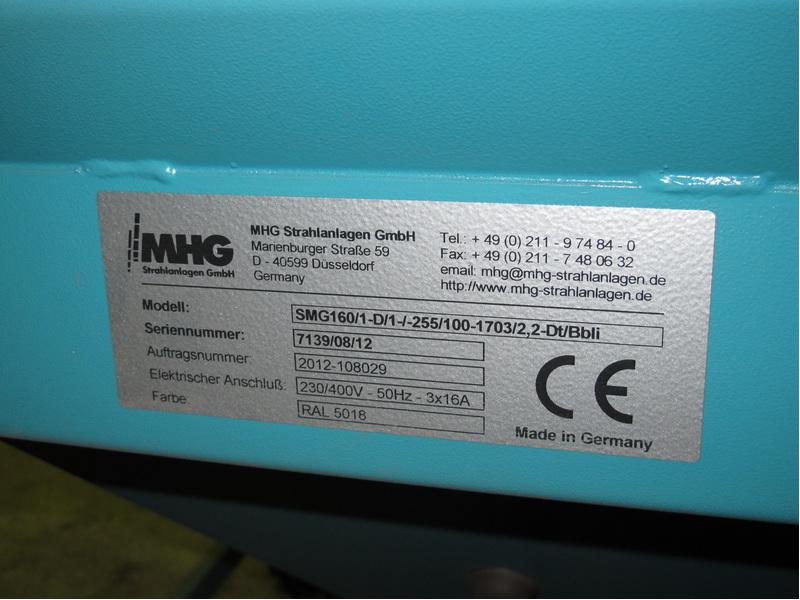 MHG
Strahlanlagen GmbH
MHG Strahlanlagen GmbH
Marienburger Straße 59
D - 40599 Düsseldorf
Germany
Tel.: + 49 (0) 211 - 9 74 84 - 0
Fax: + 49 (0) 211 - 7 48 06 32
email: mhg@mhg-strahlanlagen.de
http://www.mhg-strahlanlagen.de
Modell: SMG160/1-D/1-/-255/100-1703/2,2-Dt/Bbli
Seriennummer: 7139/08/12
Auftragsnummer: 2012-108029
Elektrischer Anschluß: 230/400V - 50Hz - 3x16A
Farbe RAL 5018
CE
Made in Germany